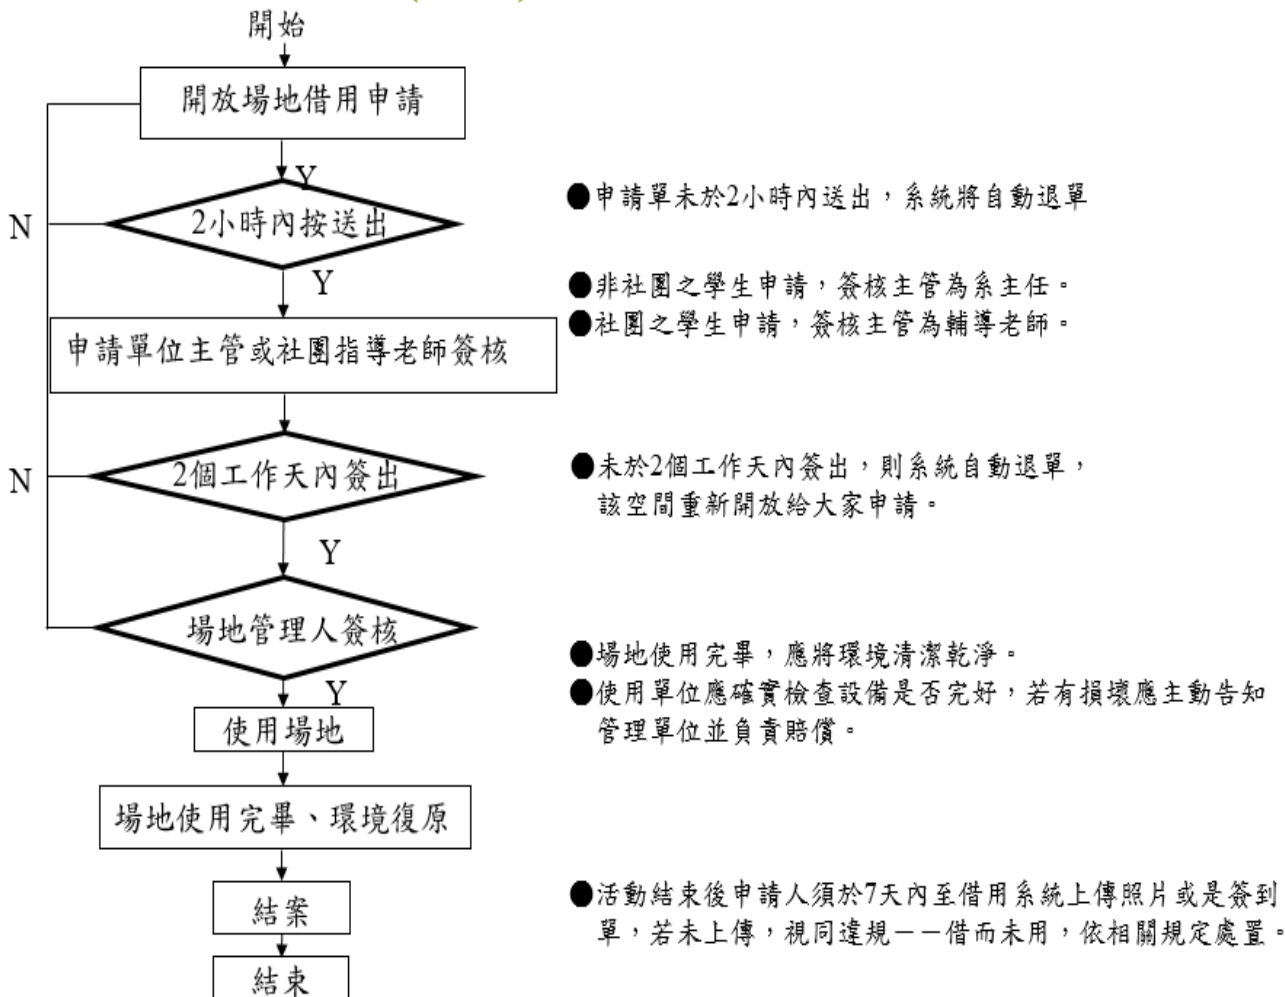 開始
開放場地借用申請
Y
●申請單未於2小時內送出，系統將自動退單
N
2小時內按送出
Y
●非社團之學生申請，簽核主管為系主任。
●社團之學生申請，簽核主管為輔導老師。
申請單位主管或社團指導老師簽核
N
2個工作天內簽出
●未於2個工作天內簽出，則系統自動退單，
該空間重新開放給大家申請。
Y
場地管理人簽核
●場地使用完畢，應將環境清潔乾淨。
Y
●使用單位應確實檢查設備是否完好，若有損壞應主動告知
管理單位並負責賠償。
使用場地
場地使用完畢、環境復原
結案
●活動結束後申請人須於7天內至借用系統上傳照片或是簽到
單，若未上傳，視同違規－－借而未用，依相關規定處置。
結束